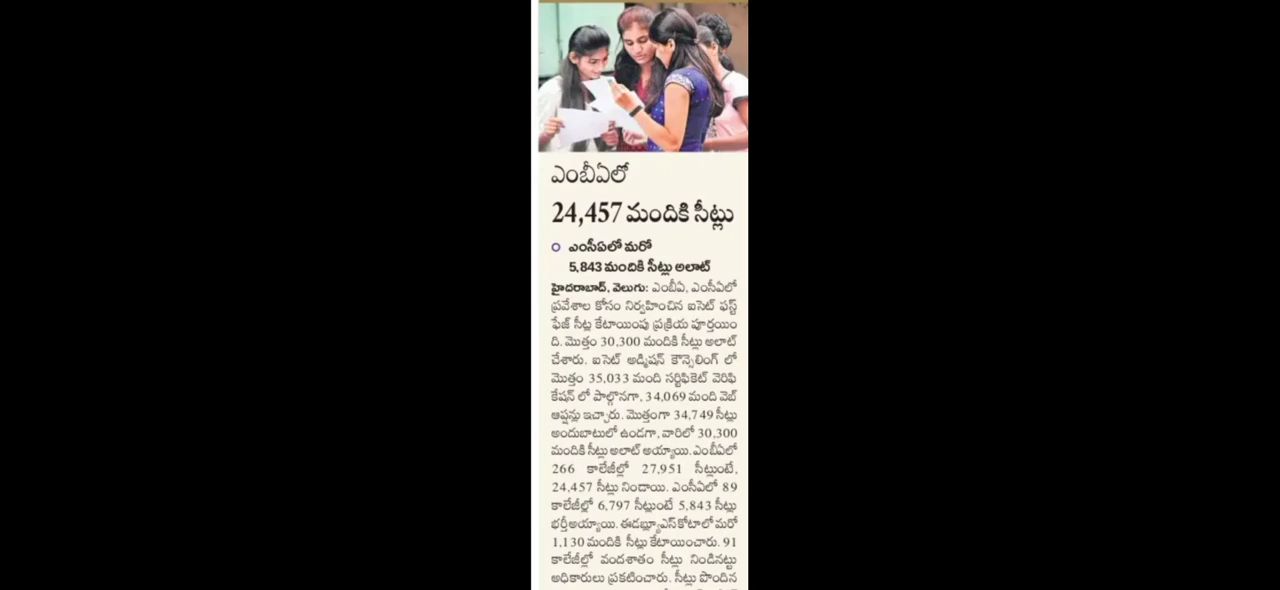 ఎంబీఏలో
24,457 మందికి సీట్లు
ఎంసీఏలో మరో
5,843 మందికి సీట్లు అలాట్
హైదరాబాద్, వెలుగు: ఎంబీఏ, ఎంసీఏలో
ప్రవేశాల కోసం నిర్వహించిన ఐసెట్ ఫస్ట్
ఫేజ్ సీట్ల కేటాయింపు ప్రక్రియ పూర్తయిం
ది. మొత్తం 30,300 మందికి సీట్లు అలాట్
చేశారు. ఐసెట్ అడ్మిషన్ కౌన్సెలింగ్ లో
మొత్తం 35,033 మంది సర్టిఫికెట్ వెరిఫి
కేషన్ లో పాల్గొనగా, 34,069 మంది వెబ్
ఆప్షన్లు ఇచ్చారు. మొత్తంగా 34,749 సీట్లు
అందుబాటులో ఉండగా, వారిలో 30,300
మందికి సీట్లు అలాట్ అయ్యాయి. ఎంబీఏలో
266 కాలేజీల్లో 27,951 సీట్లుంటే,
24,457 సీట్లు నిండాయి. ఎంసీఏలో 89
కాలేజీల్లో 6,797 సీట్లుంటే 5,843 సీట్లు
భర్తీఅయ్యాయి. ఈడబ్ల్యూఎస్ కోటాలో మరో
1,130 మందికి సీట్లు కేటాయించారు. 91
కాలేజీల్లో వందశాతం సీట్లు నిండినట్టు
అధికారులు ప్రకటించారు. సీట్లు పొందిన